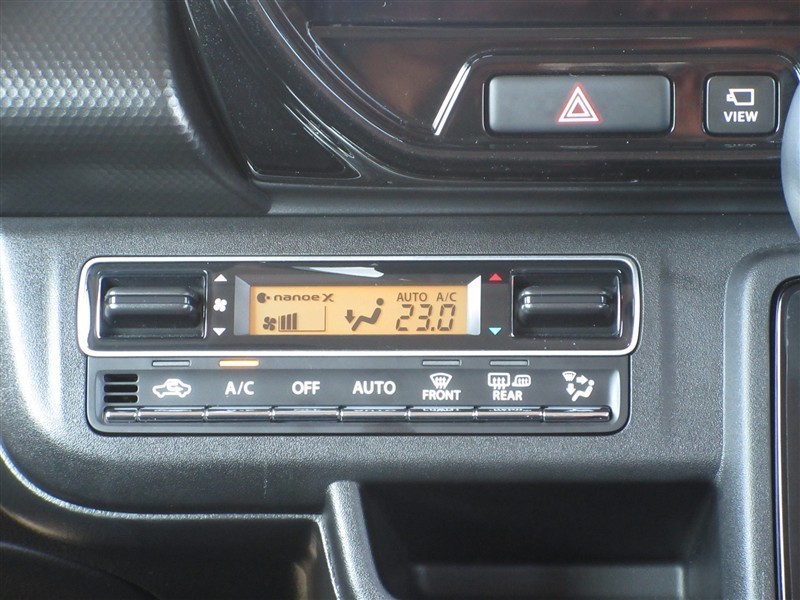 VIEW
nanoe X
AUTO A/C
23.0
A/C OFF AUTO FRONT REAR